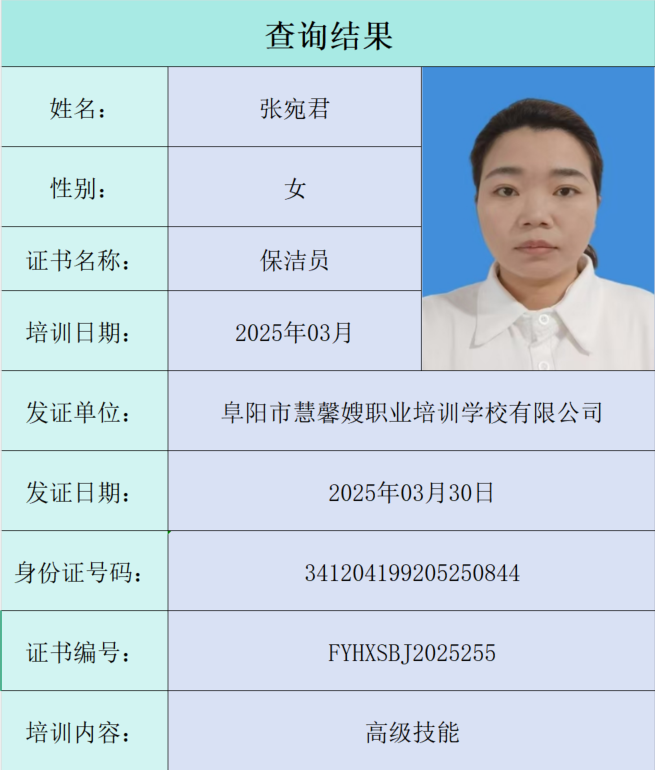 查询结果
姓名： 张宛君
性别： 女
证书名称： 保洁员
培训日期： 2025年03月
发证单位： 阜阳市慧馨嫂职业培训学校有限公司
发证日期： 2025年03月30日
身份证号码： 341204199205250844
证书编号： FYHXSBJ2025255
培训内容： 高级技能